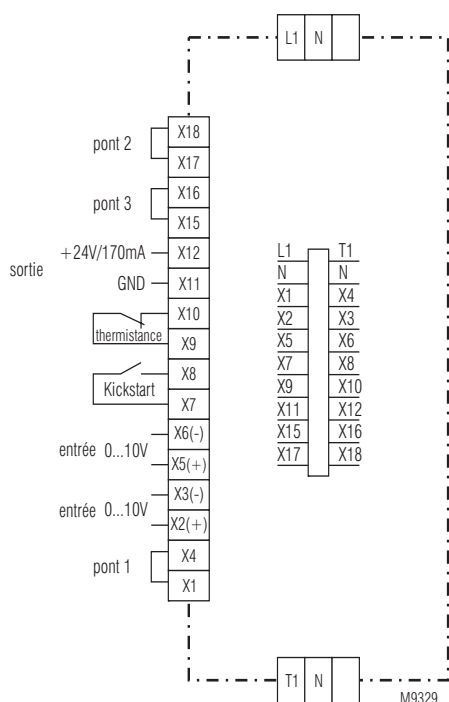 L1 N
pont 2
X18
X17
pont 3
X16
X15
sortie
+24V/170mA X12
GND X11
X10
thermistance
X9
X8
Kickstart
X7
X6(-)
entrée 0...10V
X5(+)
X3(-)
entrée 0...10V
X2(+)
pont 1
X4
X1
L1 T1
N N
X1 X4
X2 X3
X5 X6
X7 X8
X9 X10
X11 X12
X15 X16
X17 X18
T1 N
M9329